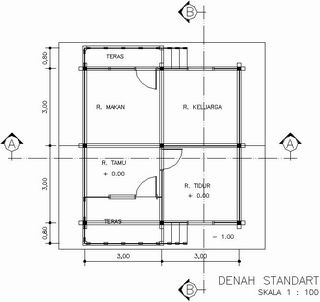 B
TERAS
0,80
R. MAKAN
R. KELUARGA
3,00
A
A
R. TAMU
+ 0.00
R. TIDUR
+ 0.00
3,00
TERAS
0,80
- 1.00
3,00
3,00
B
DENAH STANDART
SKALA 1 : 100